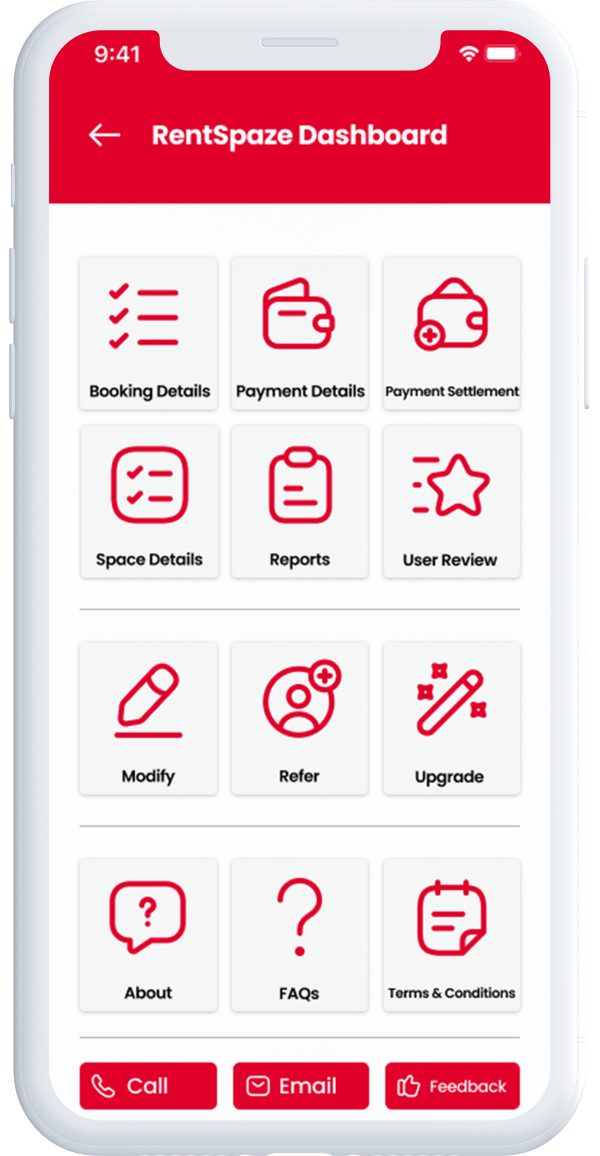 9:41
RentSpaze Dashboard
Booking Details
Payment Details
Payment Settlement
Space Details
Reports
User Review
Modify
Refer
Upgrade
About
FAQs
Terms & Conditions
Call
Email
Feedback